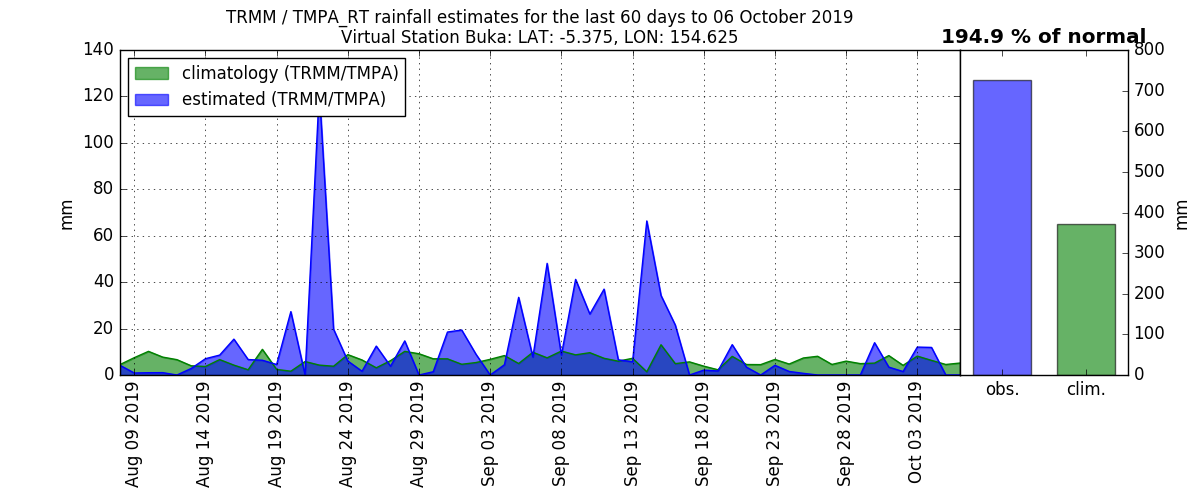 TRMM / TMPA_RT rainfall estimates for the last 60 days to 06 October 2019
Virtual Station Buka: LAT: -5.375, LON: 154.625
194.9 % of normal
climatology (TRMM/TMPA)
estimated (TRMM/TMPA)
mm
140
120
100
80
60
40
20
0
Aug 09 2019
Aug 14 2019
Aug 19 2019
Aug 24 2019
Aug 29 2019
Sep 03 2019
Sep 08 2019
Sep 13 2019
Sep 18 2019
Sep 23 2019
Sep 28 2019
Oct 03 2019
obs.
clim.
800
700
600
500
400
300
200
100
0
mm